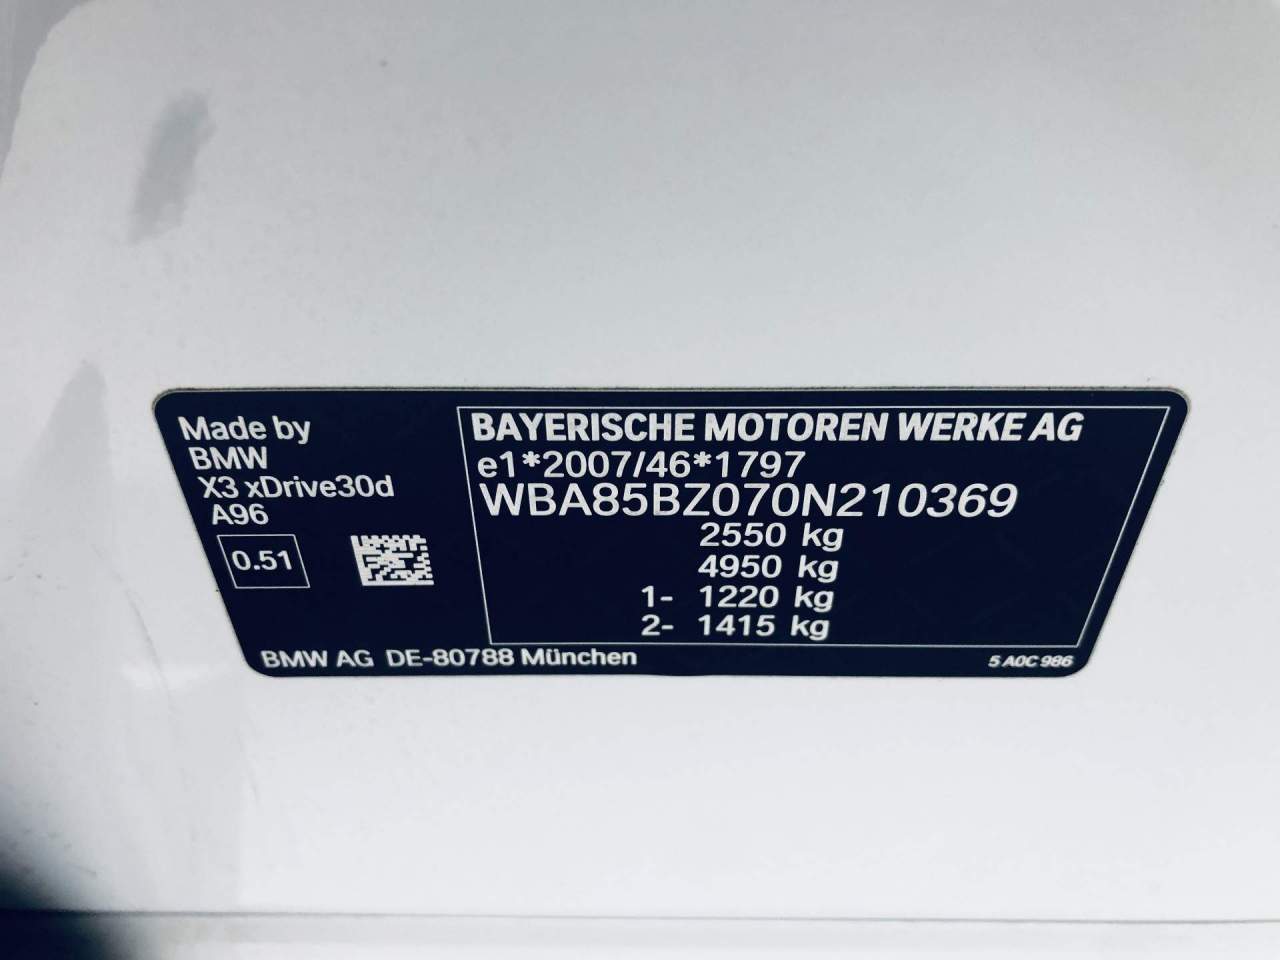 Made by
BMW
X3 xDrive30d
A96
0.51
BAYERISCHE MOTOREN WERKE AG
e1*2007/46*1797
WBA85BZ070N210369
2550 kg
4950 kg
1- 1220 kg
2- 1415 kg
BMW AG DE-80788 München
5 A0C 986